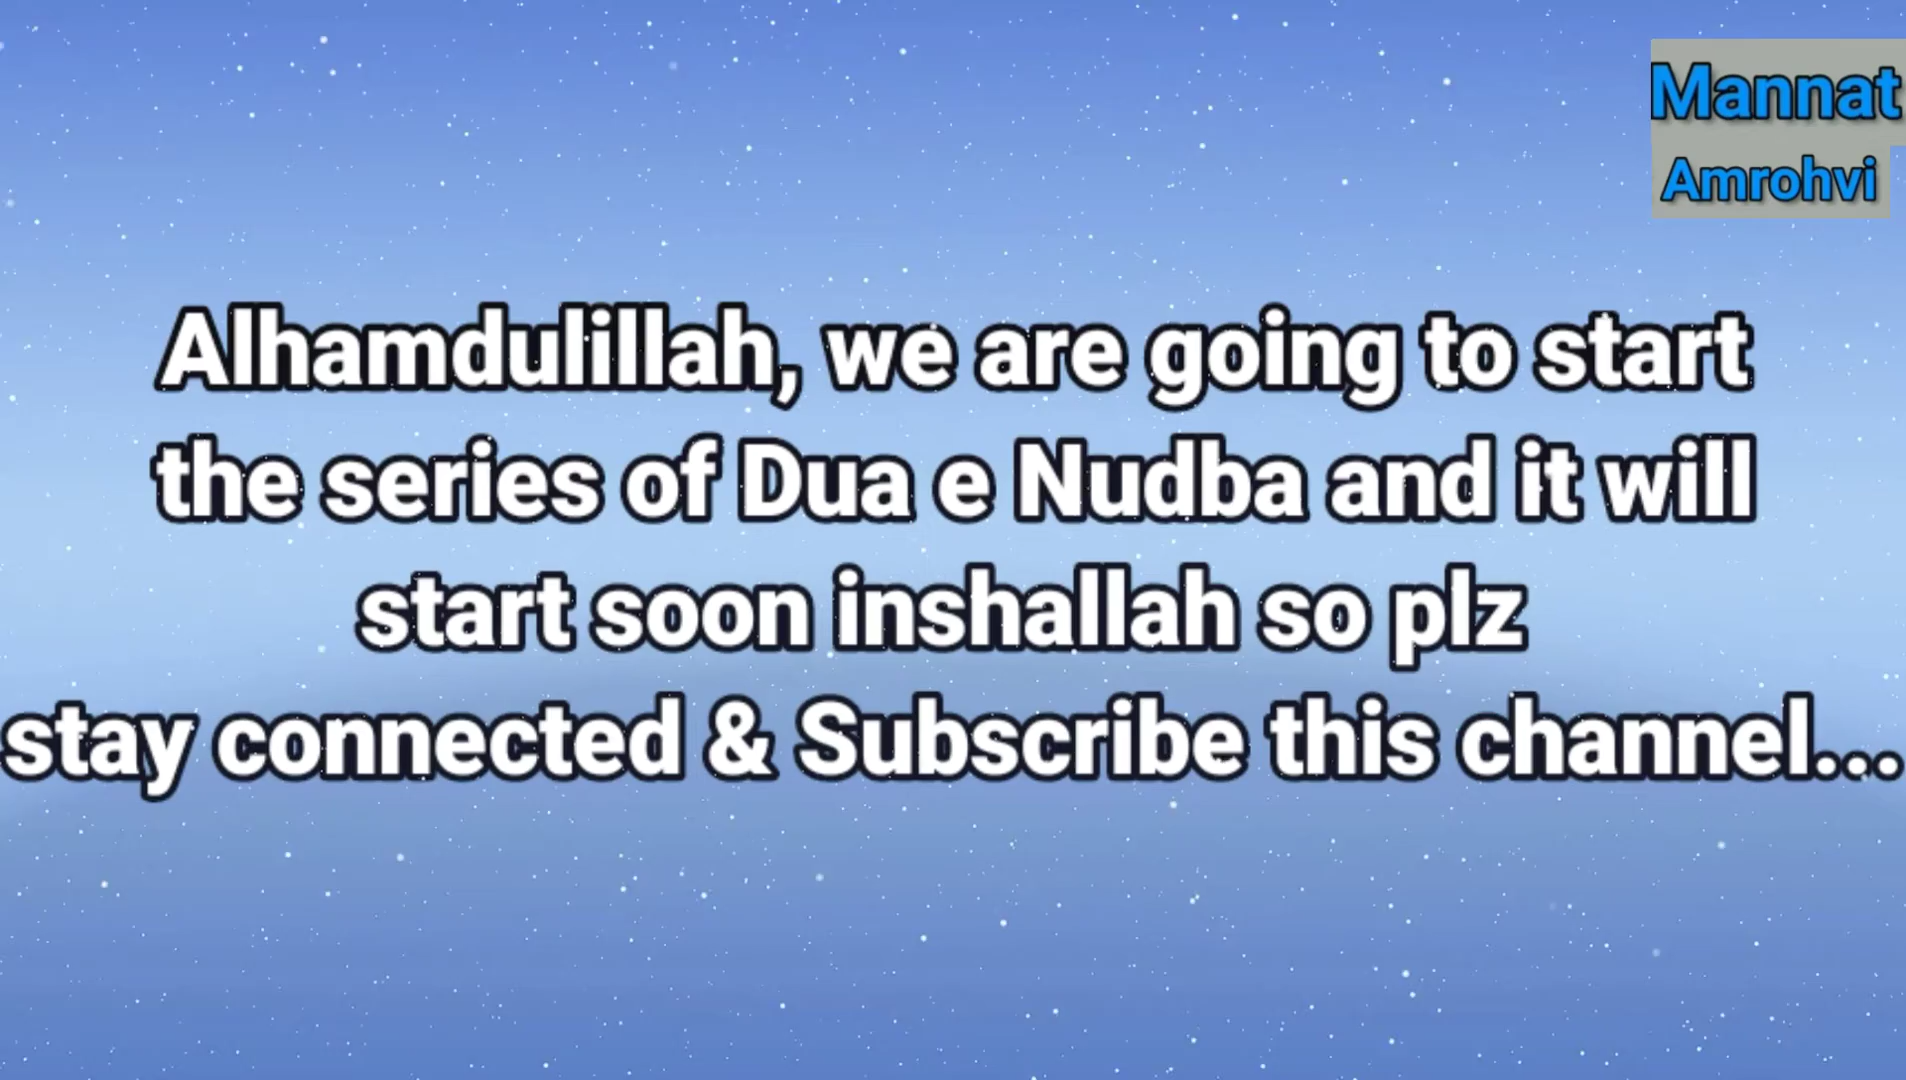 Mannat
Amrohvi
Alhamdulillah, we are going to start
the series of Dua e Nudba and it will
start soon inshallah so plz
stay connected & Subscribe this channel...